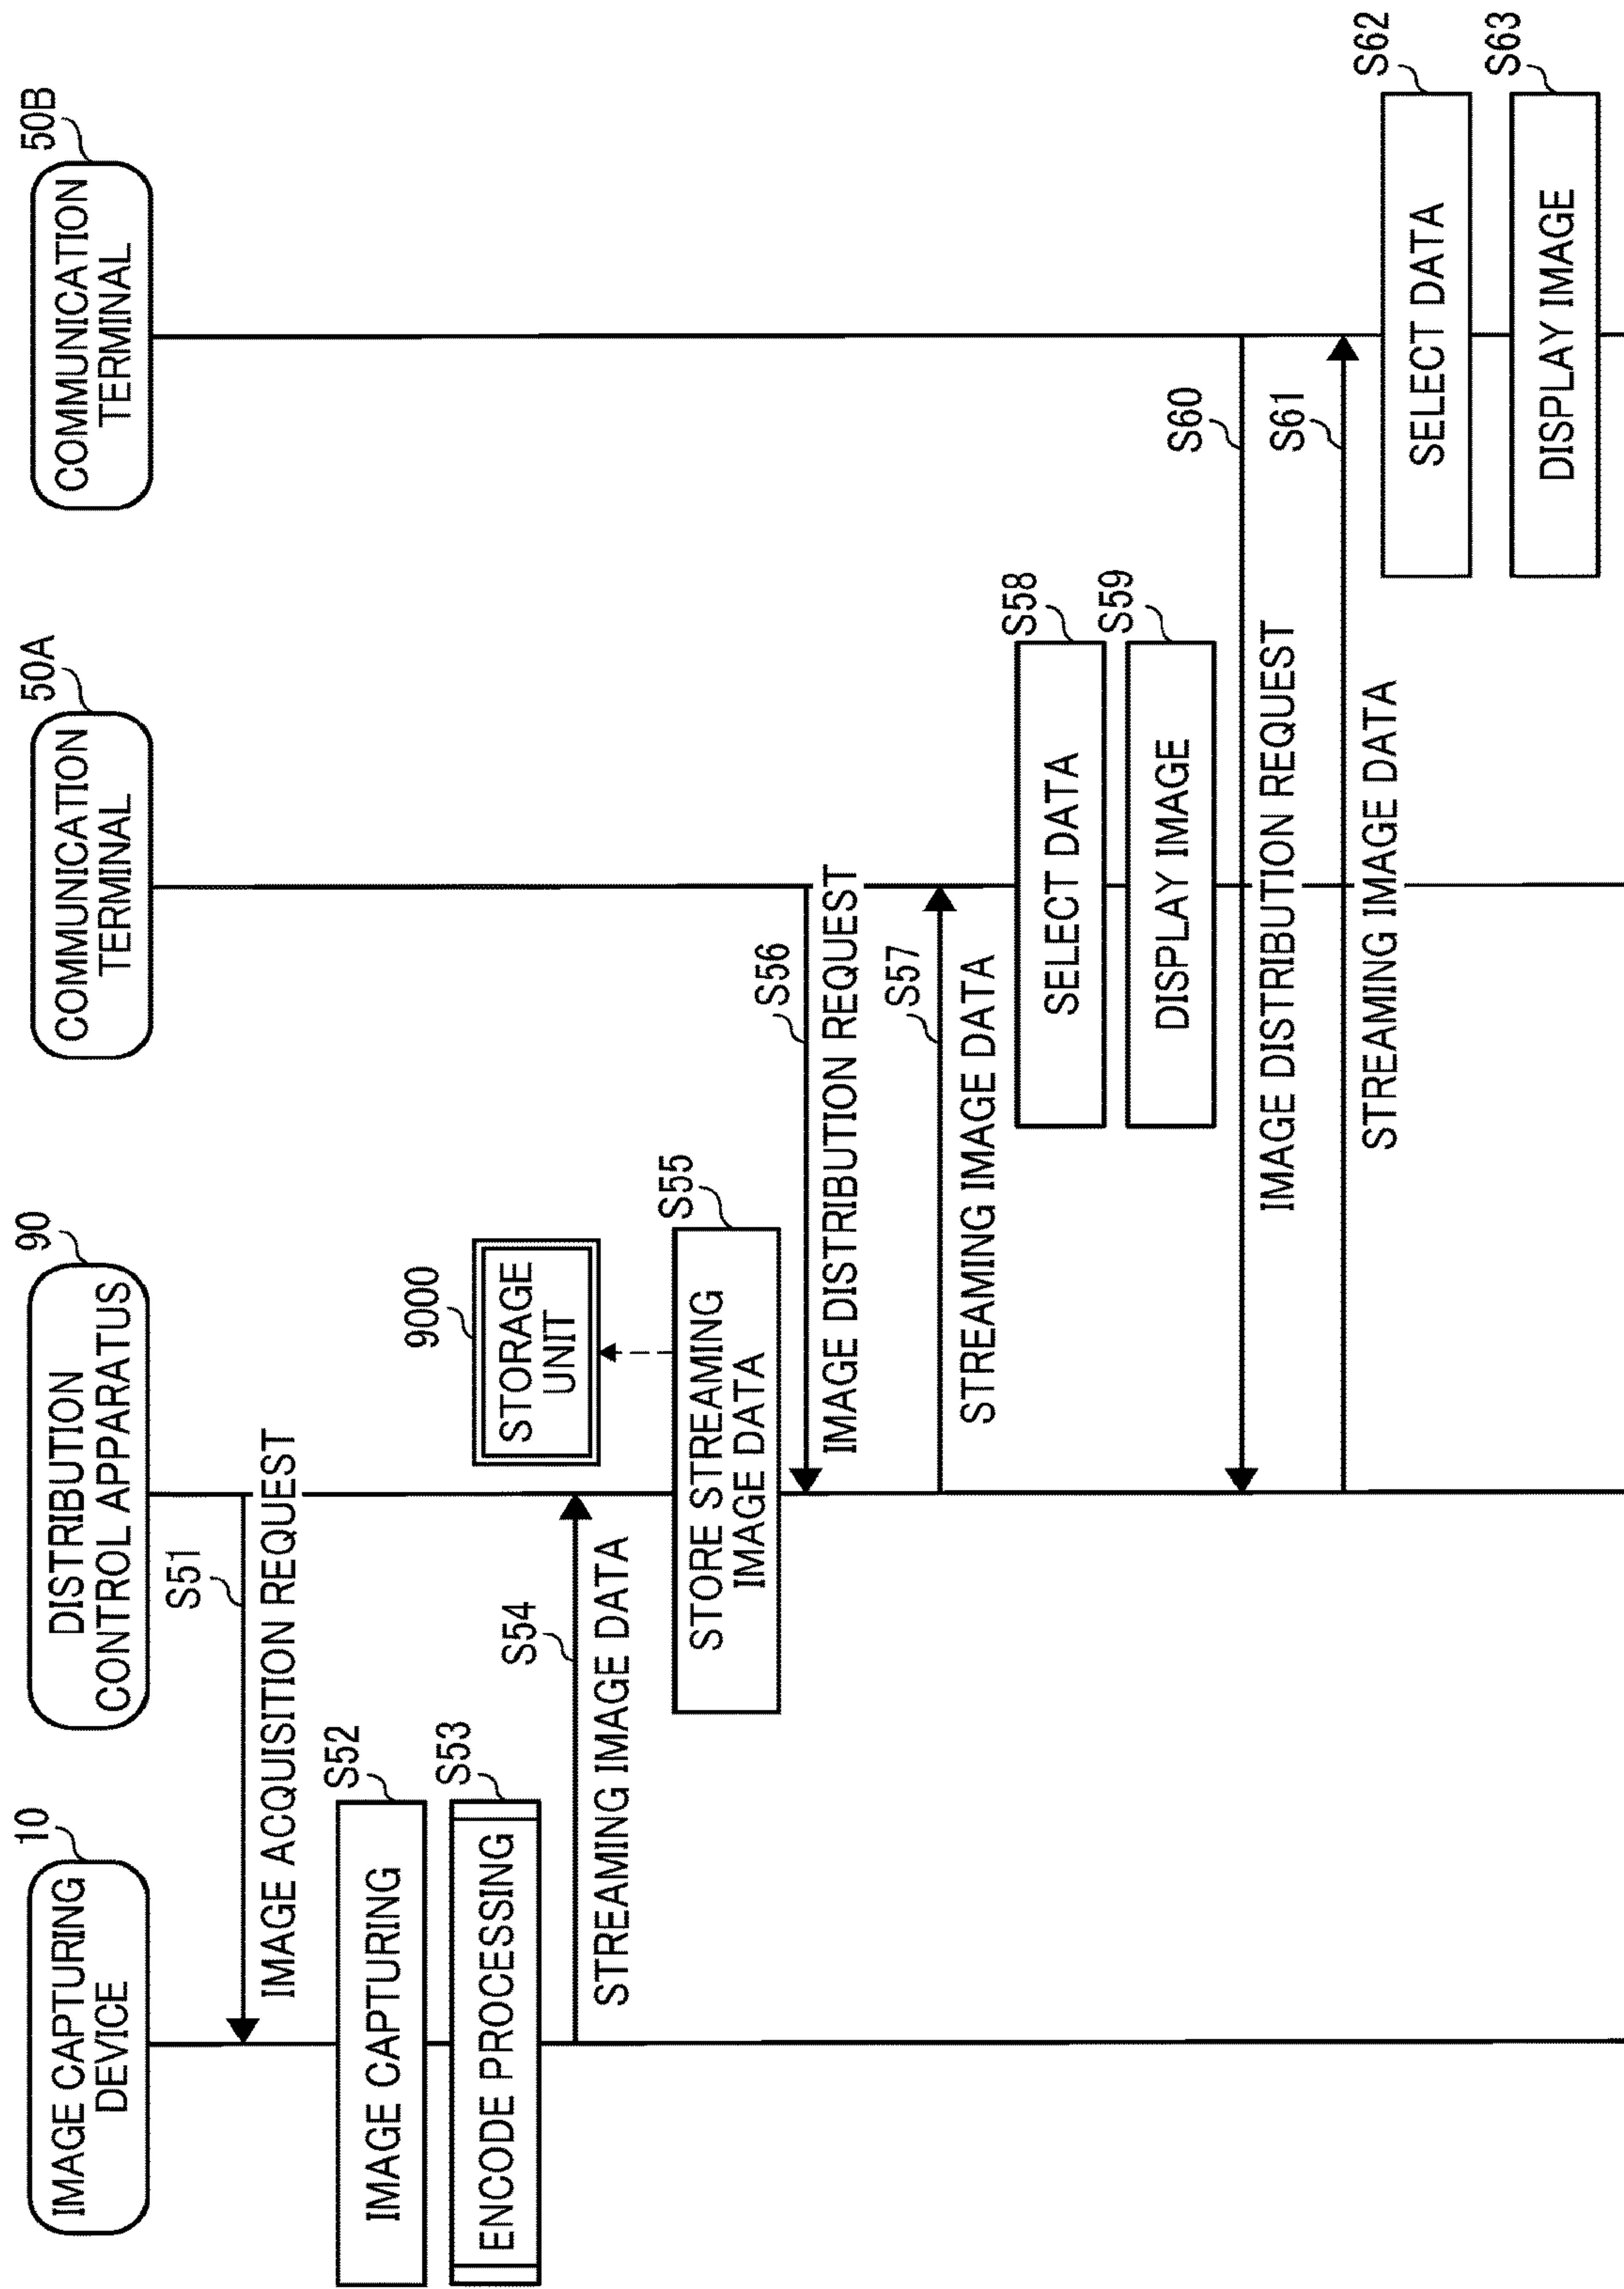 10
IMAGE CAPTURING
DEVICE
90
DISTRIBUTION
CONTROL APPARATUS
50A
COMMUNICATION
TERMINAL
50B
COMMUNICATION
TERMINAL
S51
IMAGE ACQUISITION REQUEST
S52
IMAGE CAPTURING
S53
ENCODE PROCESSING
9000
STORAGE
UNIT
S54
STREAMING IMAGE DATA
S55
STORE STREAMING
IMAGE DATA
S56
IMAGE DISTRIBUTION REQUEST
S57
STREAMING IMAGE DATA
S58
SELECT DATA
S59
DISPLAY IMAGE
S60
IMAGE DISTRIBUTION REQUEST
S61
STREAMING IMAGE DATA
S62
SELECT DATA
S63
DISPLAY IMAGE